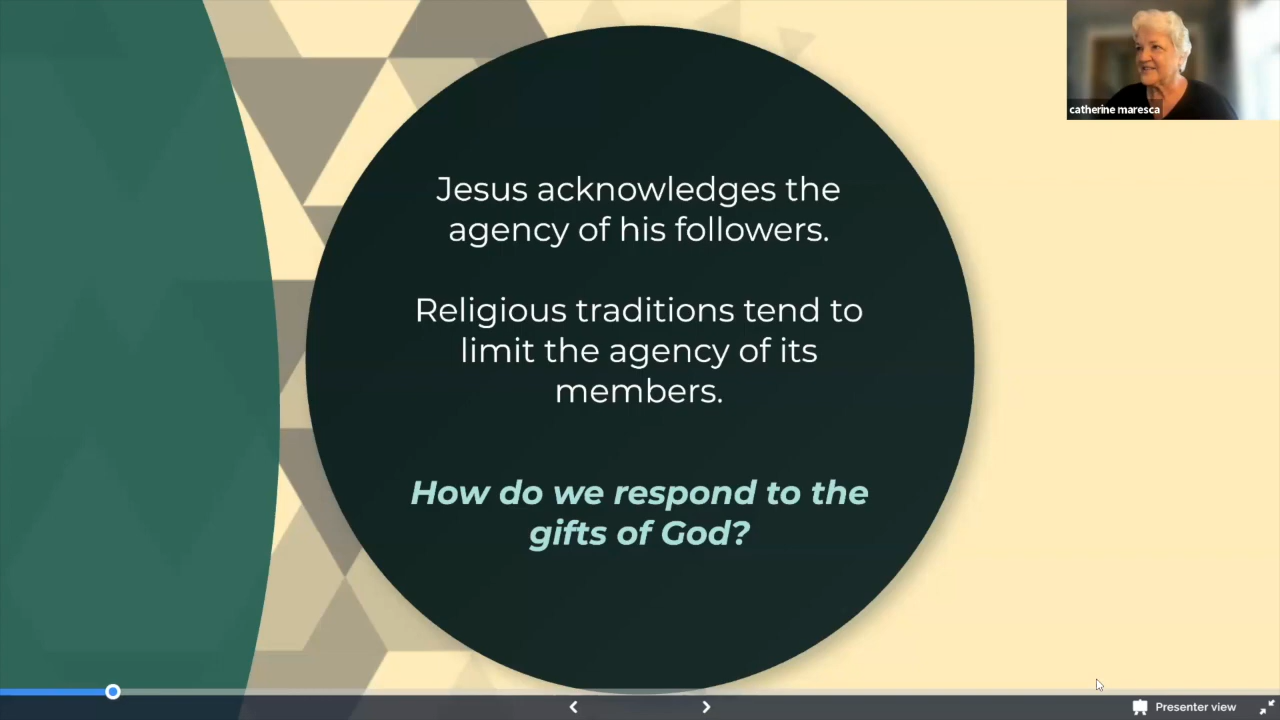 catherine maresca
Jesus acknowledges the
agency of his followers.
Religious traditions tend to
limit the agency of its
members.
How do we respond to the
gifts of God?
Presenter view